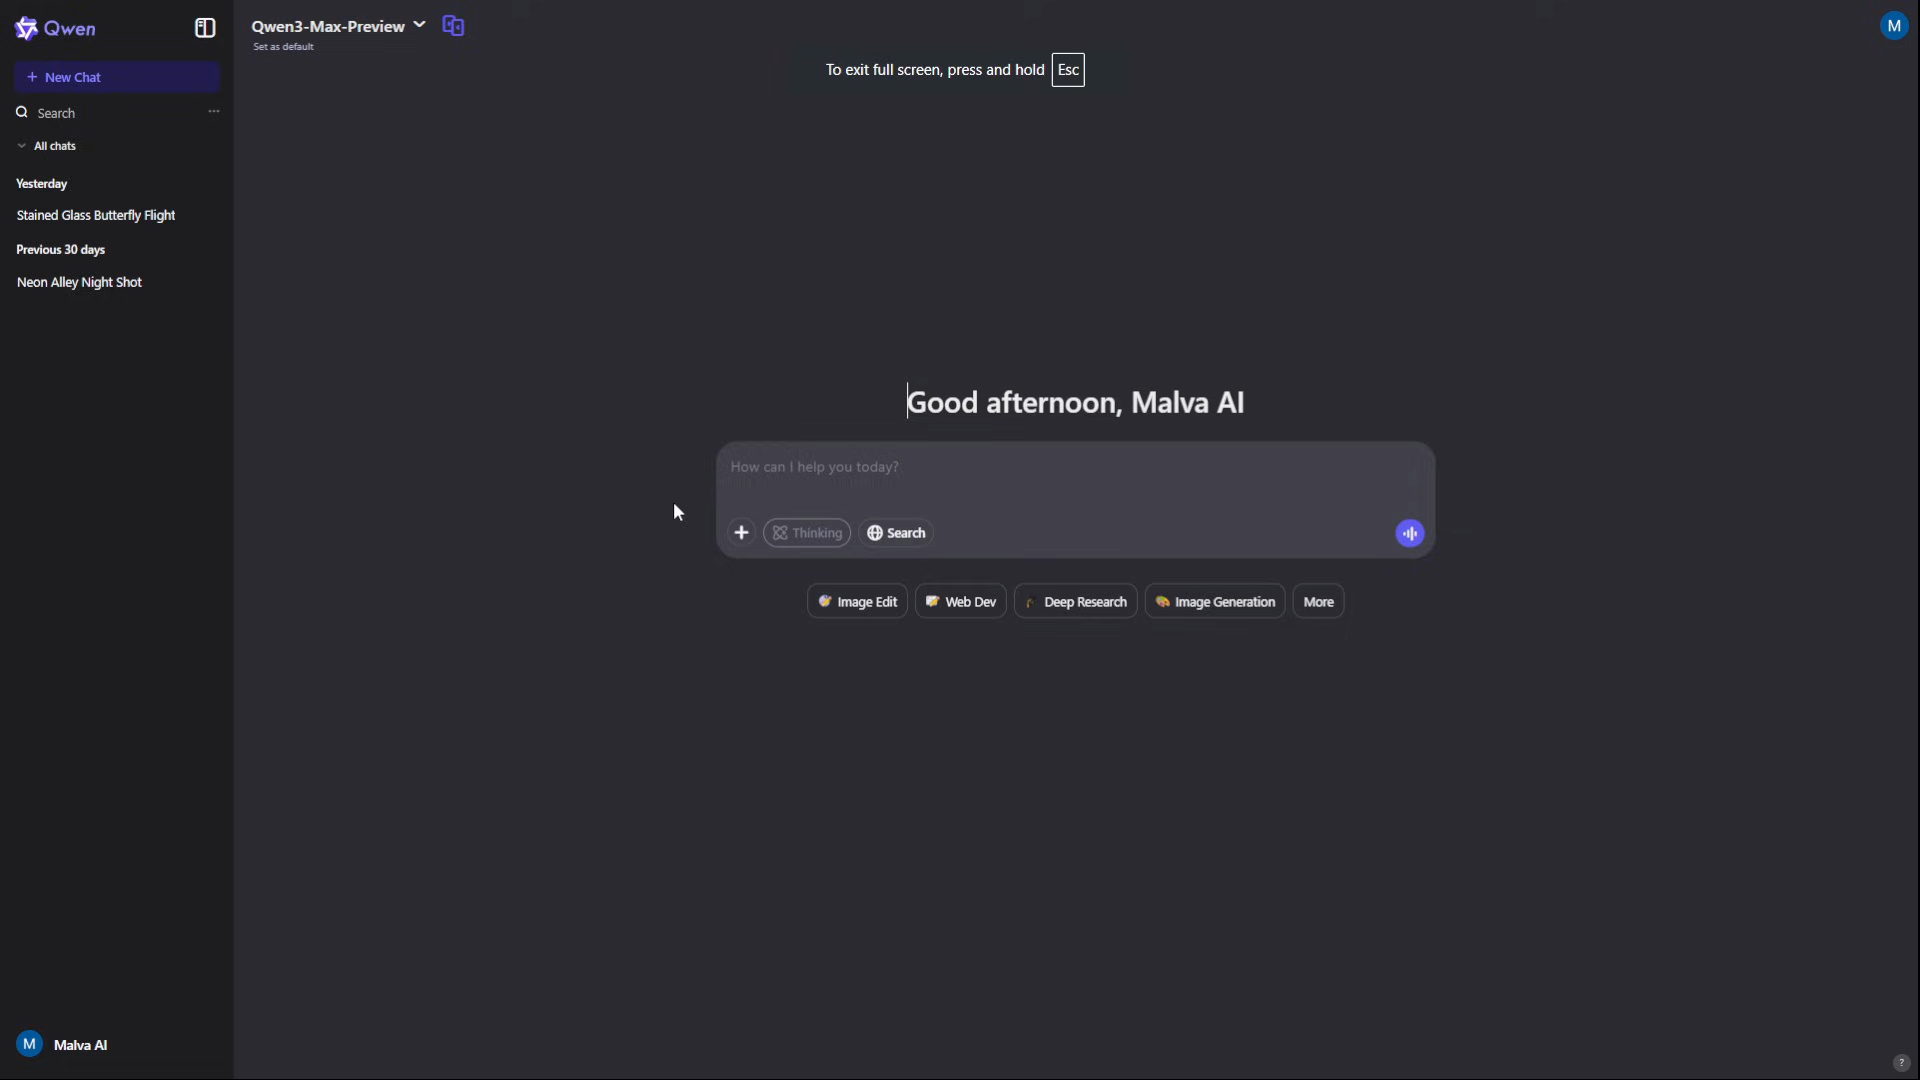 Qwen
New Chat
Search
All chats
Yesterday
Stained Glass Butterfly Flight
Previous 30 days
Neon Alley Night Shot
M Malva AI
Qwen3-Max-Preview
Set as default
M
To exit full screen, press and hold Esc
Good afternoon, Malva AI
How can I help you today?
Thinking Search
Image Edit Web Dev Deep Research Image Generation More
?